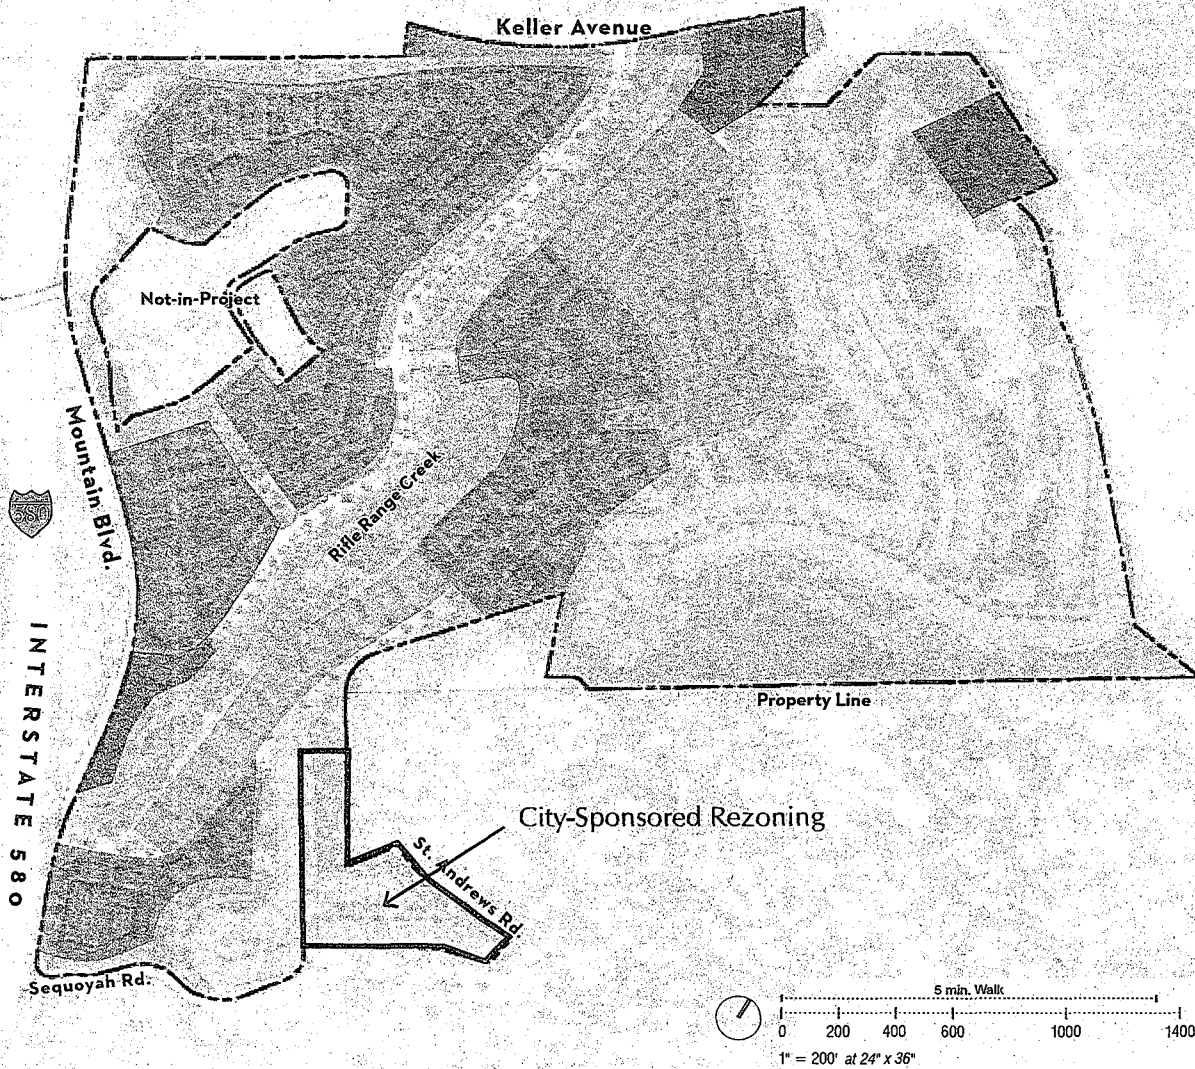 Keller Avenue
Not-in-Project
Mountain Blvd.
580
Rifle Range Creek
INTERSTATE 580
Property Line
City-Sponsored Rezoning
St. Andrews Rd.
Sequoyah Rd.
5 min. Walk
0 200 400 600 1000 1400
1" = 200' at 24" x 36"